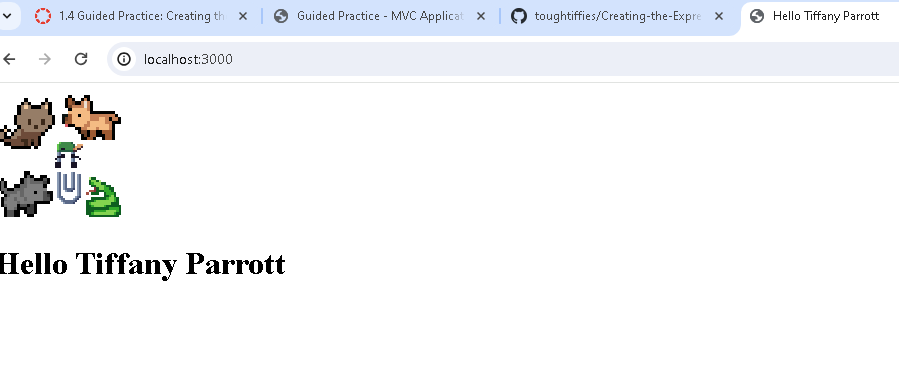 1.4 Guided Practice: Creating th
Guided Practice - MVC Applicat
toughtiffies/Creating-the-Expre
Hello Tiffany Parrott
localhost:3000
Hello Tiffany Parrott